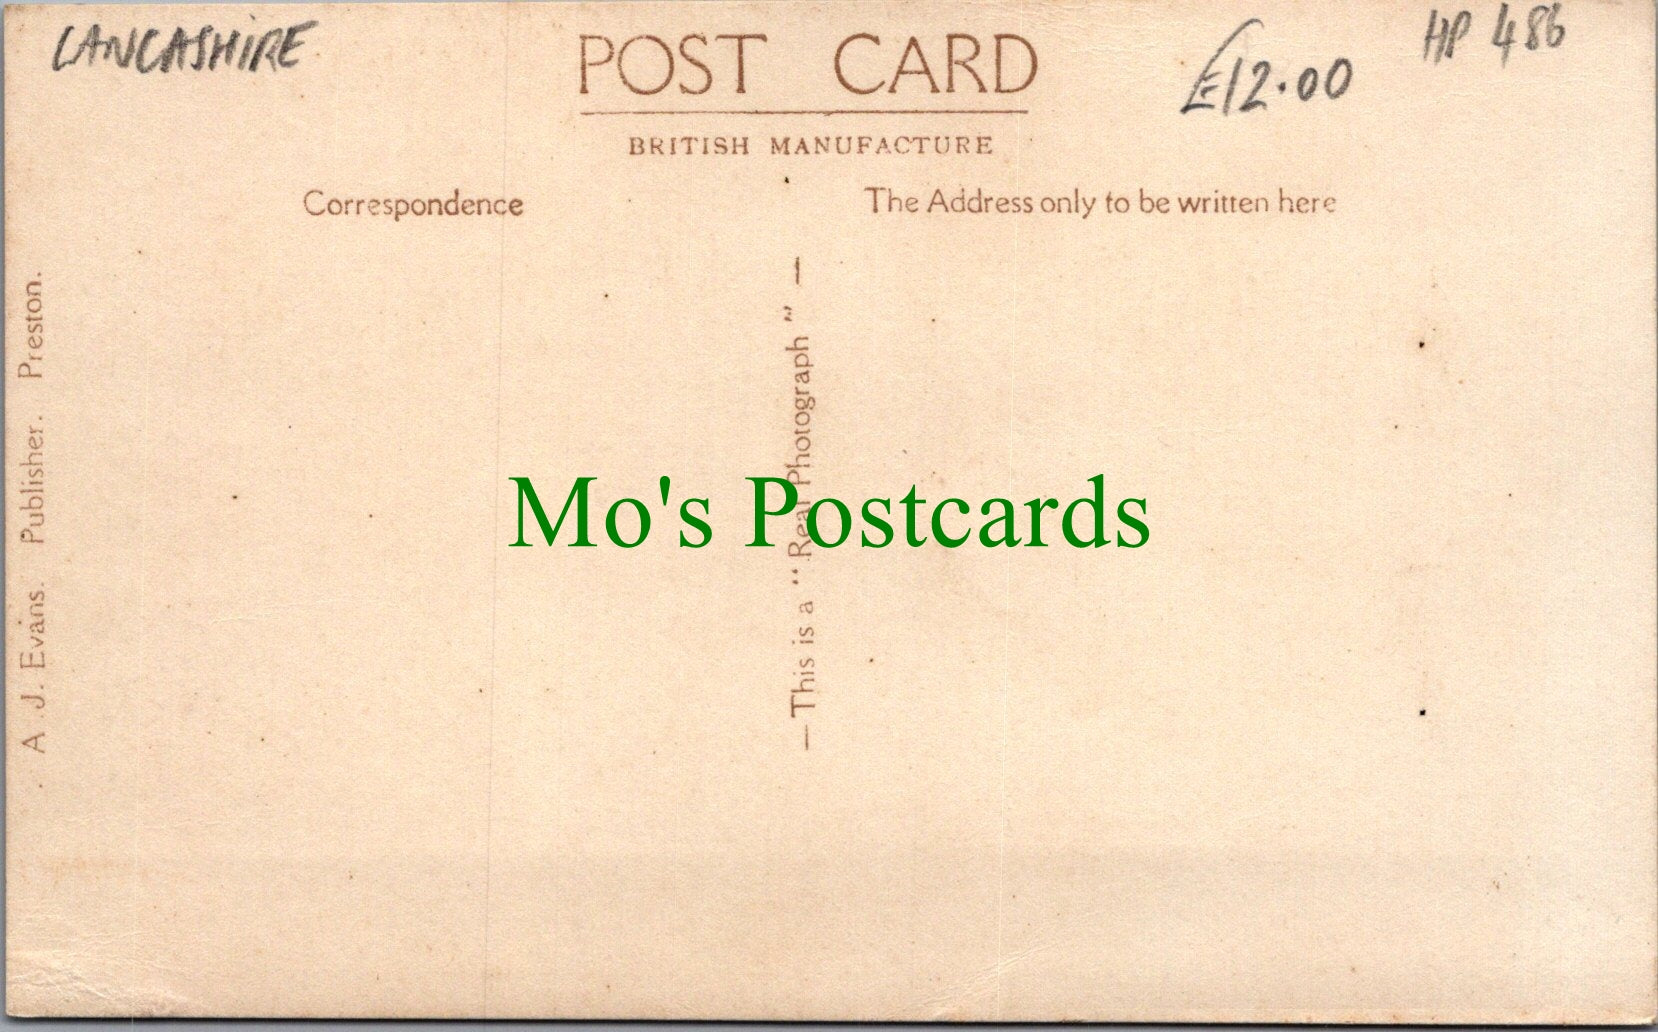 LANCASHIRE
POST CARD
£12.00
HP 486
BRITISH MANUFACTURE
Correspondence
The Address only to be written here
A. J. Evans. Publisher. Preston.
— This is a "Real Photograph" —
Mo's Postcards